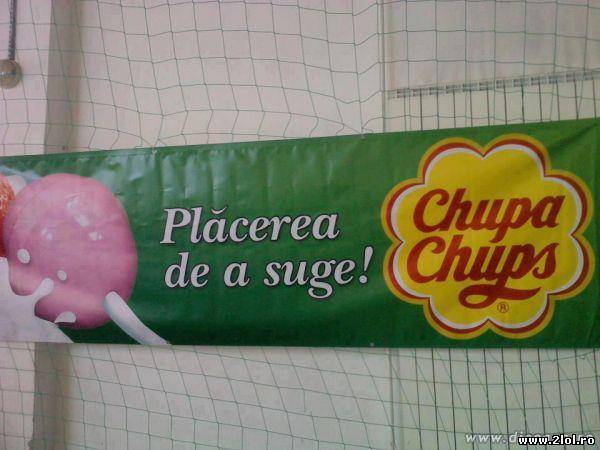 Plăcerea
de a suge!
Chupa
Chups
®
www.2lol.ro